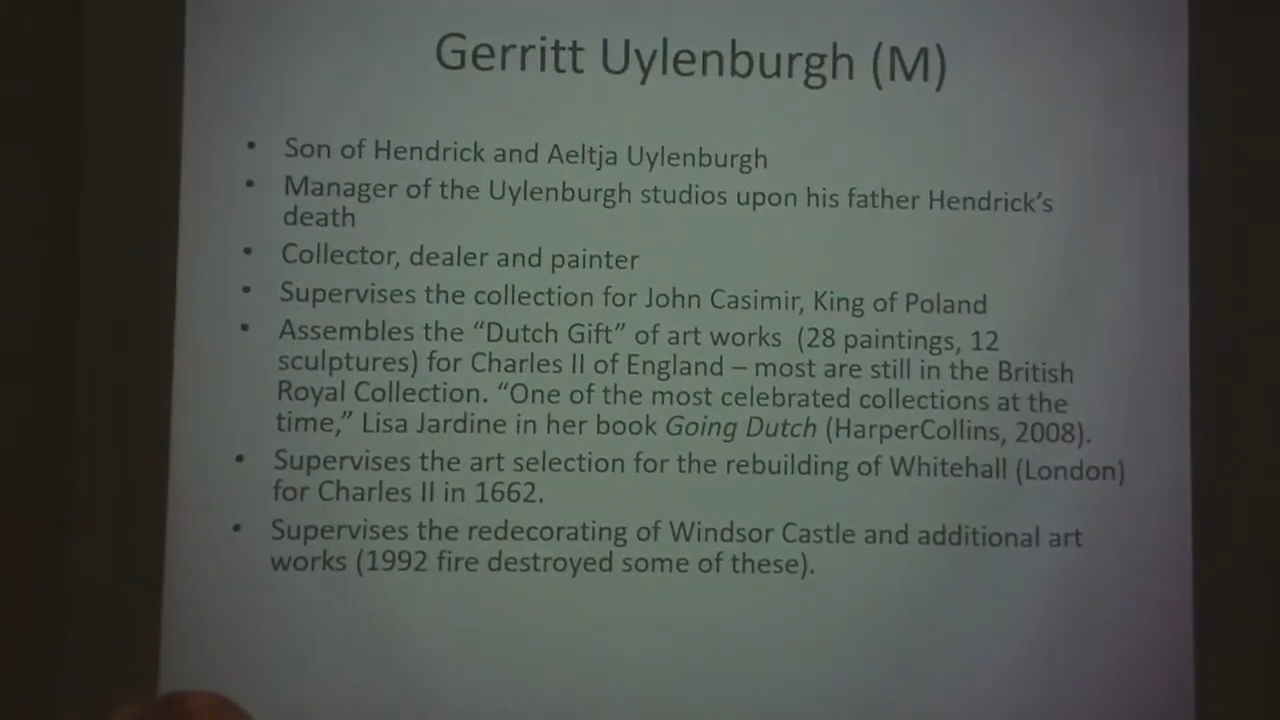 Gerritt Uylenburgh (M)
• Son of Hendrick and Aeltja Uylenburgh
• Manager of the Uylenburgh studios upon his father Hendrick's
death
• Collector, dealer and painter
• Supervises the collection for John Casimir, King of Poland
• Assembles the “Dutch Gift” of art works (28 paintings, 12
sculptures) for Charles II of England – most are still in the British
Royal Collection. “One of the most celebrated collections at the
time,” Lisa Jardine in her book Going Dutch (HarperCollins, 2008).
• Supervises the art selection for the rebuilding of Whitehall (London)
for Charles II in 1662.
• Supervises the redecorating of Windsor Castle and additional art
works (1992 fire destroyed some of these).